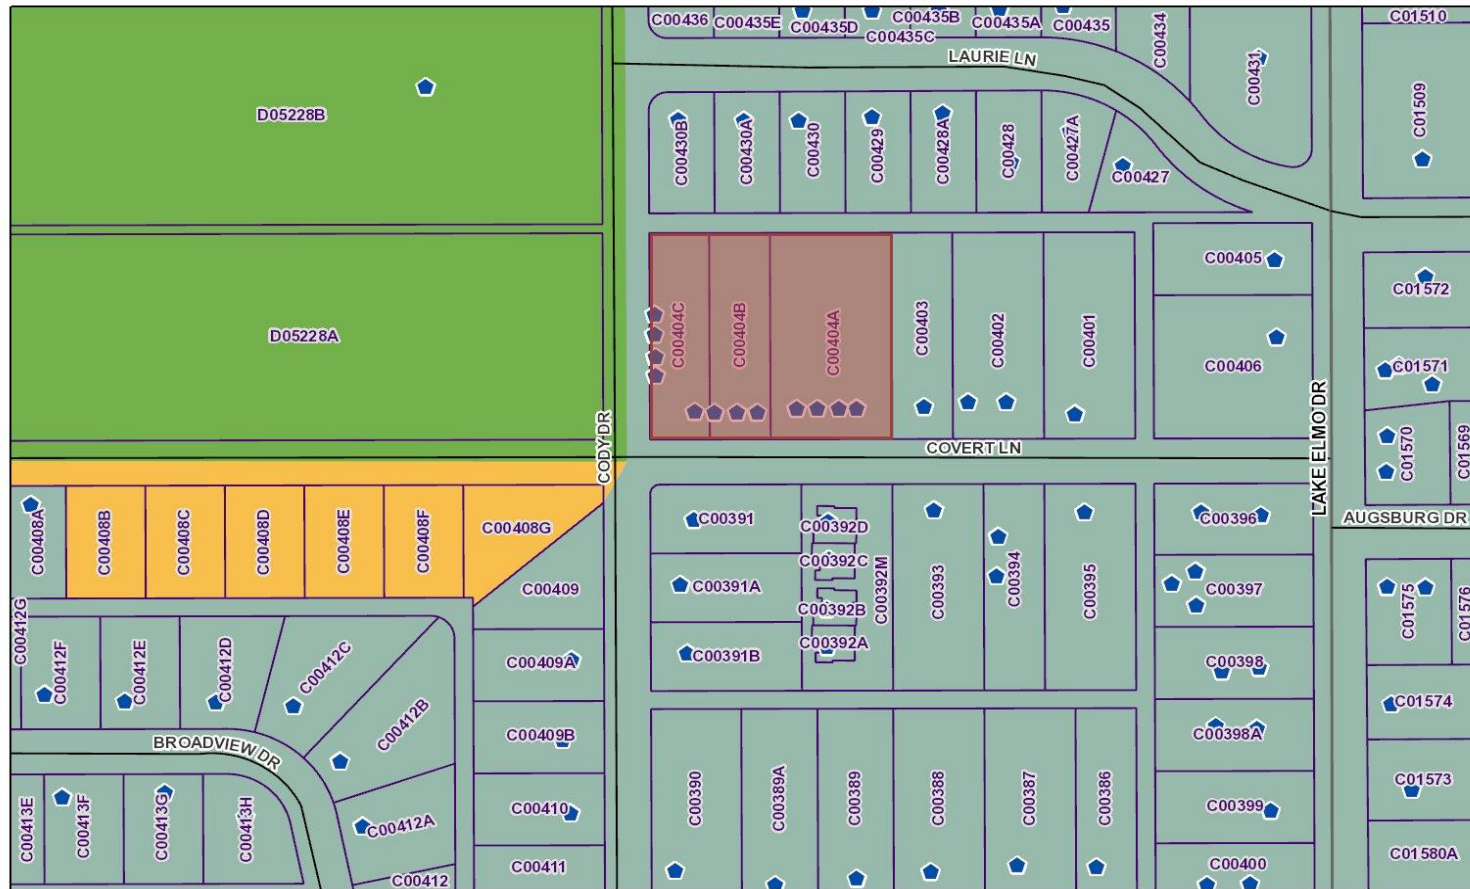 C00436
C00435E
C00435D
C00435C
C00435B
C00435A
C00435
C00434
C00431
C01510
C01509
LAURIE LN
D05228B
C00430B
C00430A
C00430
C00429
C00428A
C00428
C00427A
C00427
D05228A
C00404C
C00404B
C00404A
C00403
C00402
C00401
C00405
C00406
C01572
C01571
C01570
C01569
CODY DR
COVERT LN
LAKE ELMO DR
AUGSBURG DR
C00408A
C00408B
C00408C
C00408D
C00408E
C00408F
C00408G
C00409
C00391
C00391A
C00391B
C00392D
C00392C
C00392B
C00392A
C00392M
C00393
C00394
C00395
C00396
C00397
C00398
C00398A
C00399
C00400
C01575
C01576
C01574
C01573
C01580A
C00412G
C00412F
C00412E
C00412D
C00412C
C00412B
C00412A
C00412
C00409A
C00409B
C00410
C00411
BROADVIEW DR
C00413E
C00413F
C00413G
C00413H
C00390
C00389A
C00389
C00388
C00387
C00386